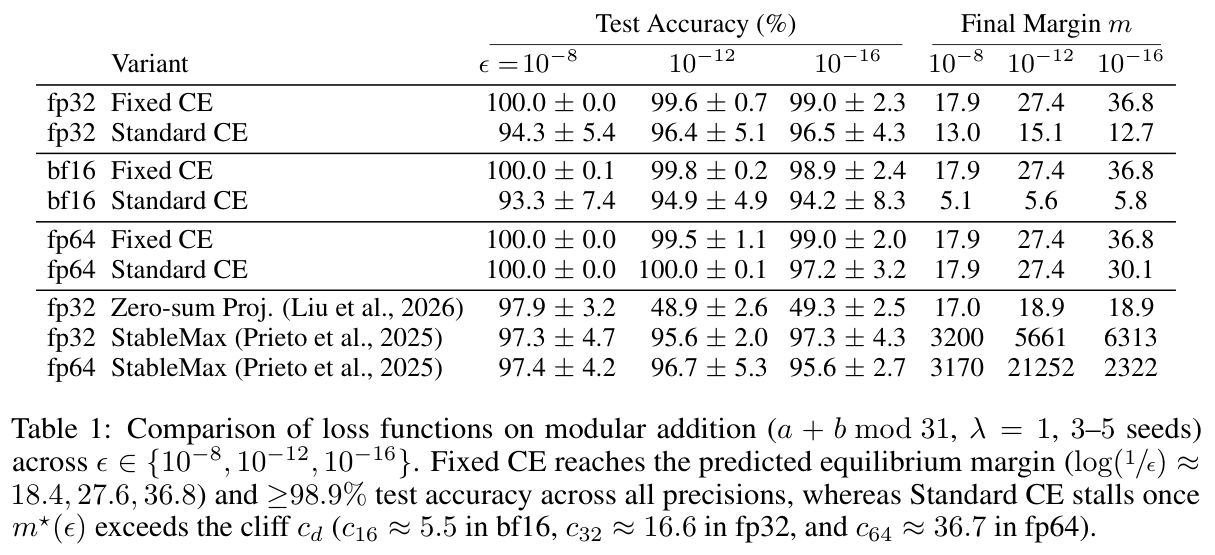 Test Accuracy (%) Final Margin m
Variant ϵ = 10⁻⁸ 10⁻¹² 10⁻¹⁶ 10⁻⁸ 10⁻¹² 10⁻¹⁶
fp32 Fixed CE 100.0 ± 0.0 99.6 ± 0.7 99.0 ± 2.3 17.9 27.4 36.8
fp32 Standard CE 94.3 ± 5.4 96.4 ± 5.1 96.5 ± 4.3 13.0 15.1 12.7
bf16 Fixed CE 100.0 ± 0.1 99.8 ± 0.2 98.9 ± 2.4 17.9 27.4 36.8
bf16 Standard CE 93.3 ± 7.4 94.9 ± 4.9 94.2 ± 8.3 5.1 5.6 5.8
fp64 Fixed CE 100.0 ± 0.0 99.5 ± 1.1 99.0 ± 2.0 17.9 27.4 36.8
fp64 Standard CE 100.0 ± 0.0 100.0 ± 0.1 97.2 ± 3.2 17.9 27.4 30.1
fp32 Zero-sum Proj. (Liu et al., 2026) 97.9 ± 3.2 48.9 ± 2.6 49.3 ± 2.5 17.0 18.9 18.9
fp32 StableMax (Prieto et al., 2025) 97.3 ± 4.7 95.6 ± 2.0 97.3 ± 4.3 3200 5661 6313
fp64 StableMax (Prieto et al., 2025) 97.4 ± 4.2 96.7 ± 5.3 95.6 ± 2.7 3170 21252 2322
Table 1: Comparison of loss functions on modular addition (a + b mod 31, λ = 1, 3–5 seeds)
across ϵ ∈ {10⁻⁸, 10⁻¹², 10⁻¹⁶}. Fixed CE reaches the predicted equilibrium margin (log(1/ϵ) ≈
18.4, 27.6, 36.8) and ≥98.9% test accuracy across all precisions, whereas Standard CE stalls once
m⋆(ϵ) exceeds the cliff c_d (c₁₆ ≈ 5.5 in bf16, c₃₂ ≈ 16.6 in fp32, and c₆₄ ≈ 36.7 in fp64).